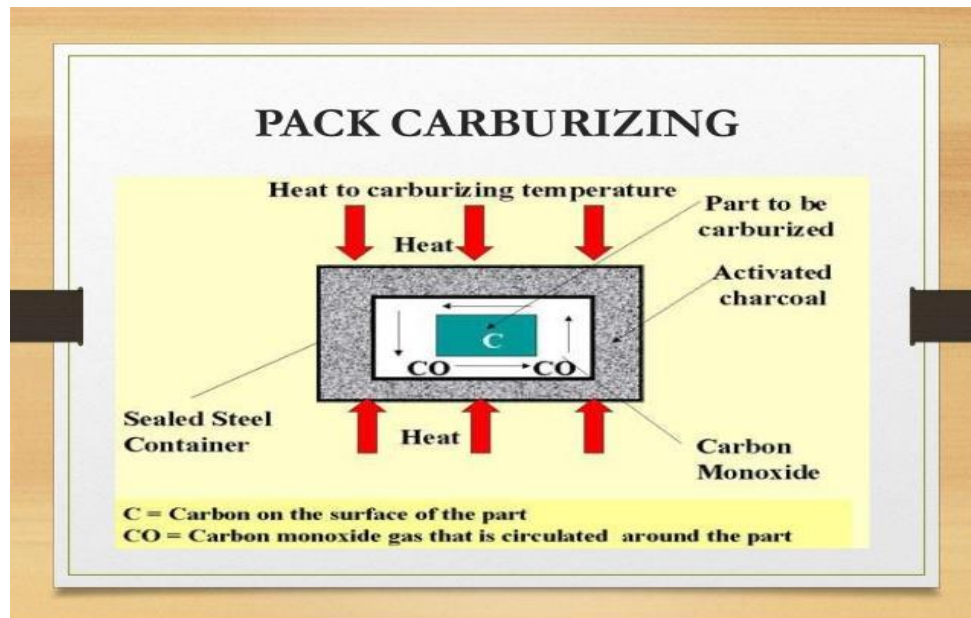 PACK CARBURIZING
Heat to carburizing temperature
Part to be
carburized
Heat
Activated
charcoal
C
CO
CO
Sealed Steel
Container
Heat
Carbon
Monoxide
C = Carbon on the surface of the part
CO = Carbon monoxide gas that is circulated around the part